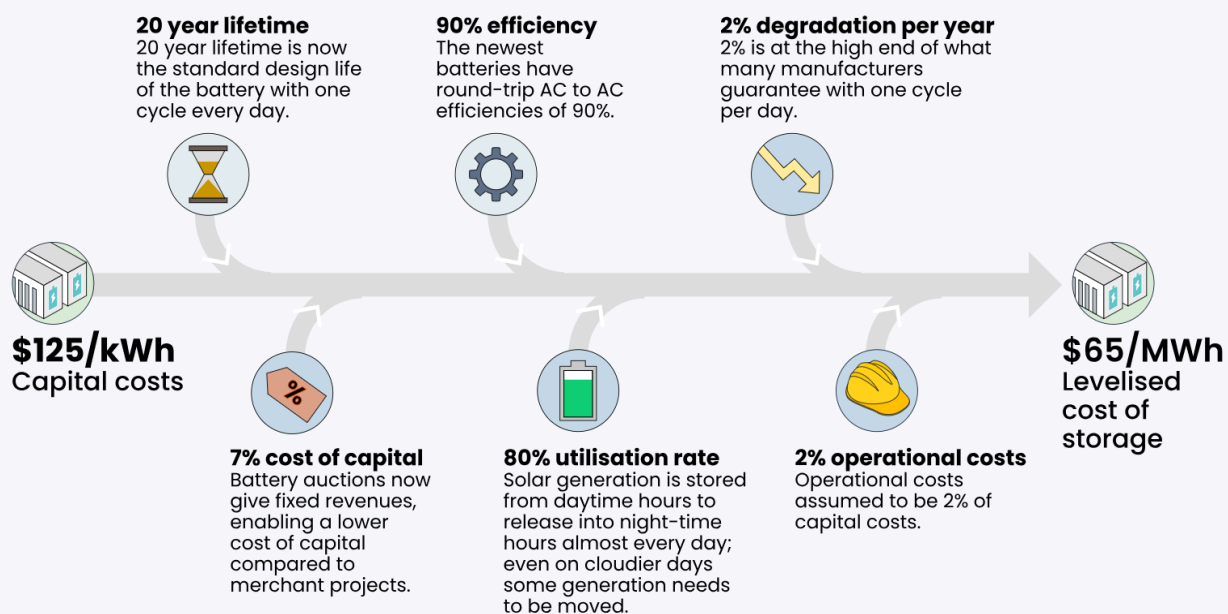 20 year lifetime
20 year lifetime is now
the standard design life
of the battery with one
cycle every day.
90% efficiency
The newest
batteries have
round-trip AC to AC
efficiencies of 90%.
2% degradation per year
2% is at the high end of what
many manufacturers
guarantee with one cycle
per day.
$125/kWh
Capital costs
$65/MWh
Levelised
cost of
storage
%
7% cost of capital
Battery auctions now
give fixed revenues,
enabling a lower
cost of capital
compared to
merchant projects.
80% utilisation rate
Solar generation is stored
from daytime hours to
release into night-time
hours almost every day;
even on cloudier days
some generation needs
to be moved.
2% operational costs
Operational costs
assumed to be 2% of
capital costs.